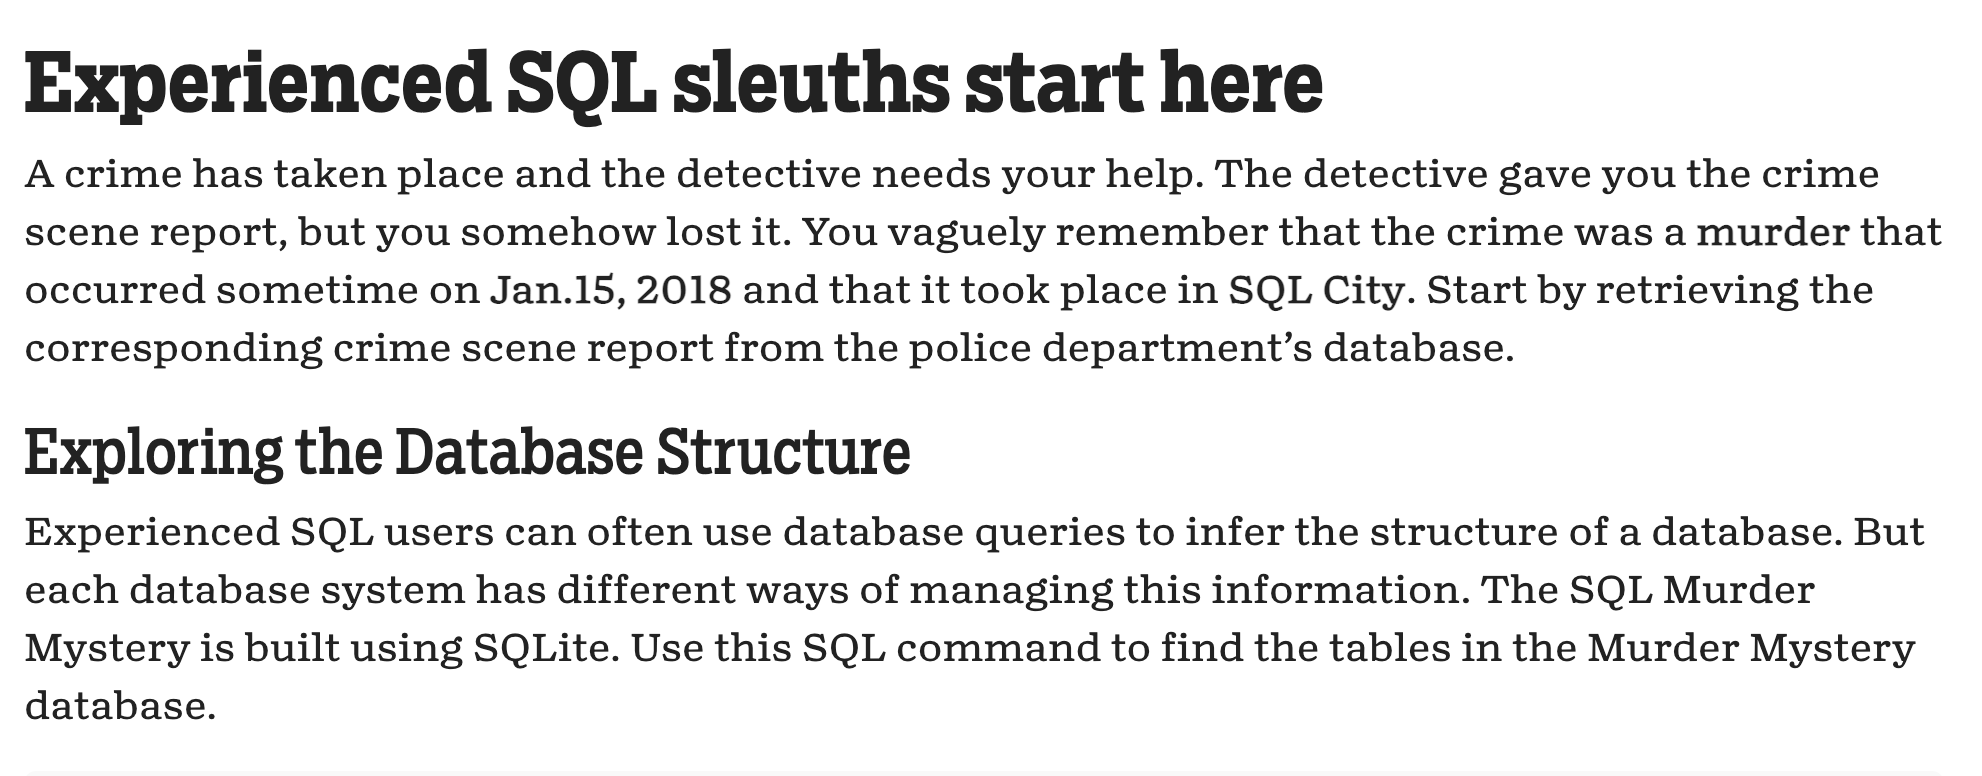 Experienced SQL sleuths start here
A crime has taken place and the detective needs your help. The detective gave you the crime
scene report, but you somehow lost it. You vaguely remember that the crime was a murder that
occurred sometime on Jan.15, 2018 and that it took place in SQL City. Start by retrieving the
corresponding crime scene report from the police department’s database.
Exploring the Database Structure
Experienced SQL users can often use database queries to infer the structure of a database. But
each database system has different ways of managing this information. The SQL Murder
Mystery is built using SQLite. Use this SQL command to find the tables in the Murder Mystery
database.